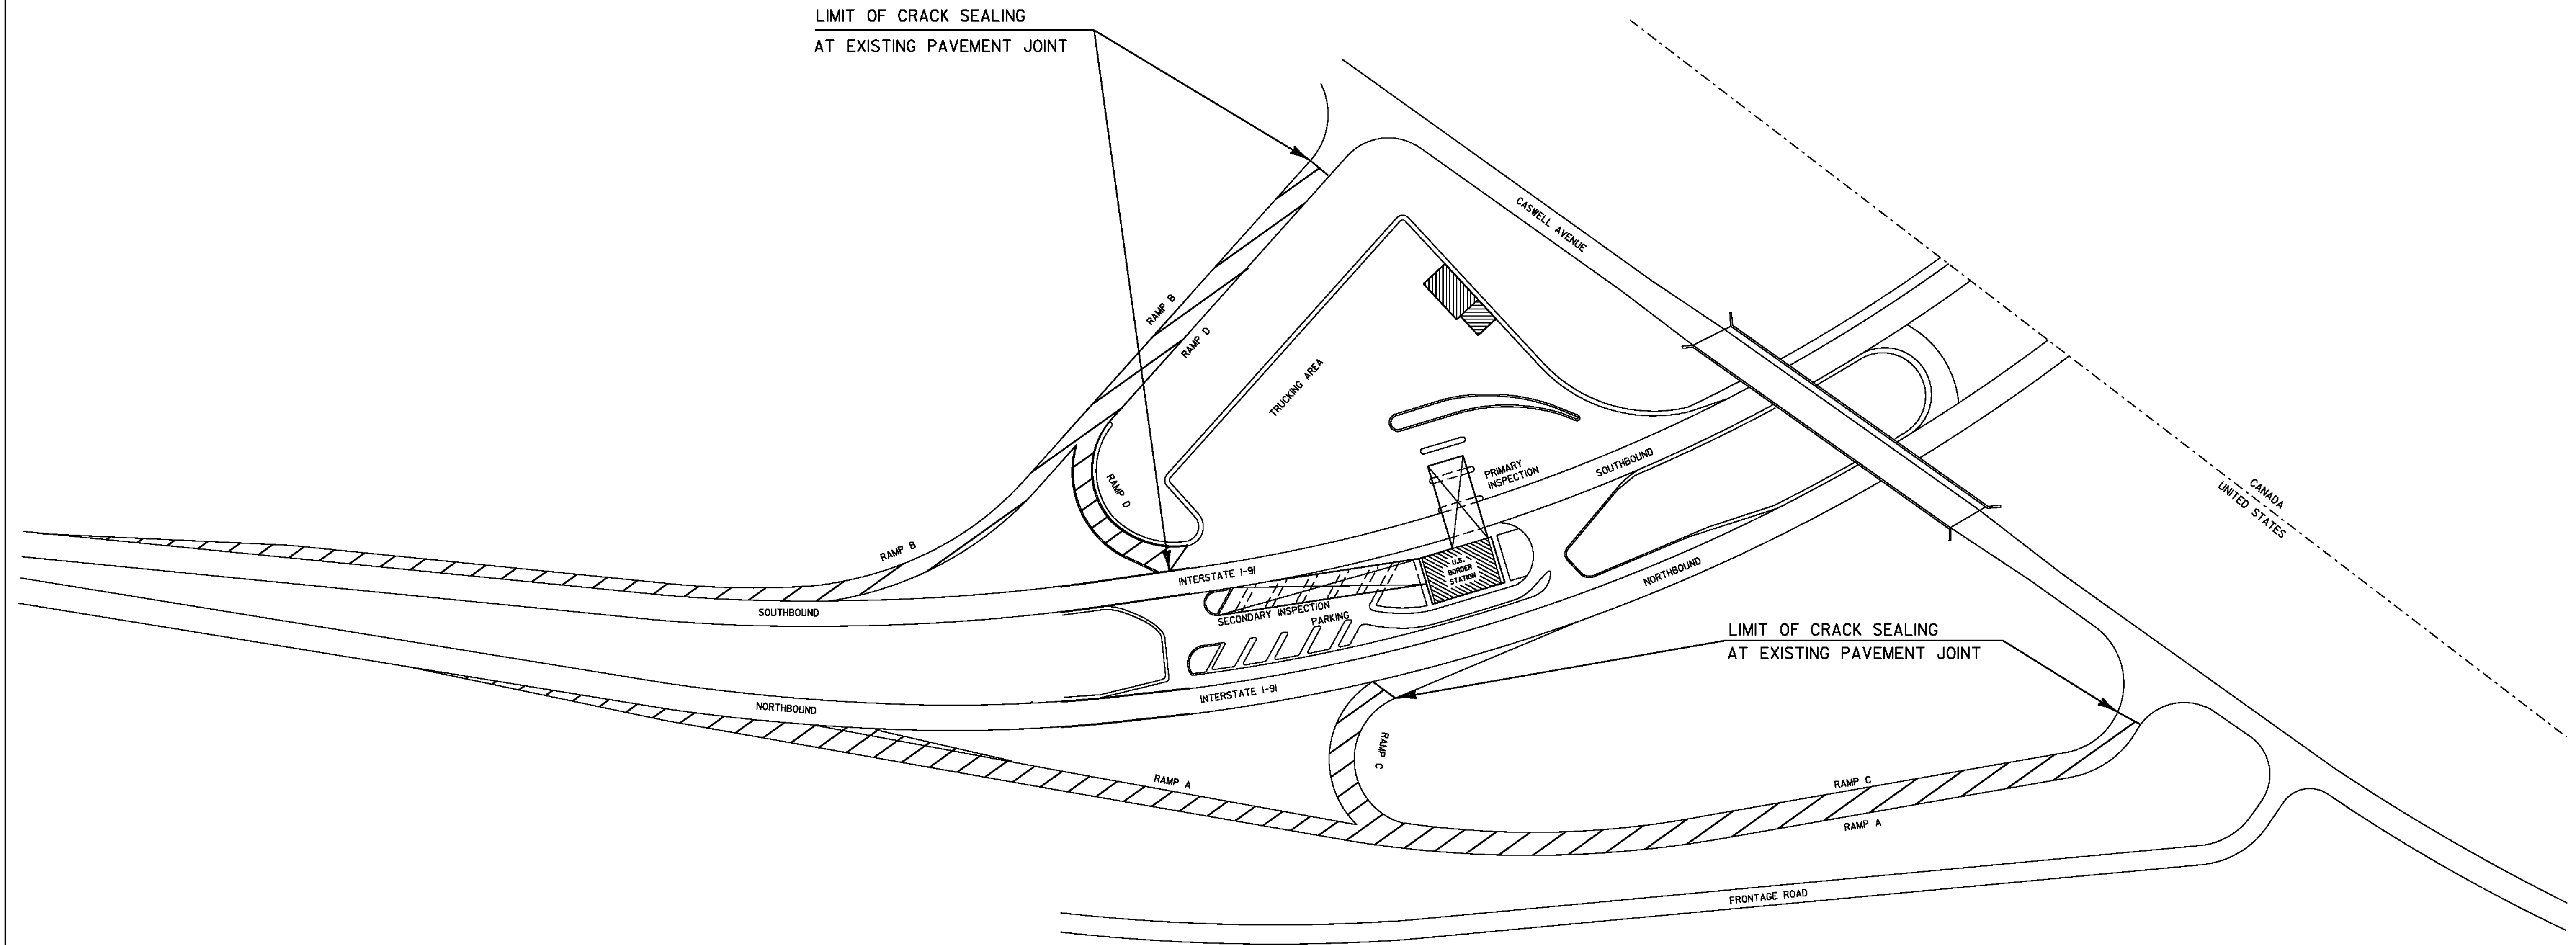 LIMIT OF CRACK SEALING
AT EXISTING PAVEMENT JOINT
CASWELL AVENUE
RAMP B
RAMP D
TRUCKING AREA
RAMP D
PRIMARY
INSPECTION
SOUTHBOUND
CANADA
UNITED STATES
RAMP B
INTERSTATE I-91
U.S.
BORDER
STATION
NORTHBOUND
SOUTHBOUND
SECONDARY INSPECTION
PARKING
LIMIT OF CRACK SEALING
AT EXISTING PAVEMENT JOINT
INTERSTATE I-91
NORTHBOUND
RAMP C
RAMP A
RAMP C
RAMP A
FRONTAGE ROAD